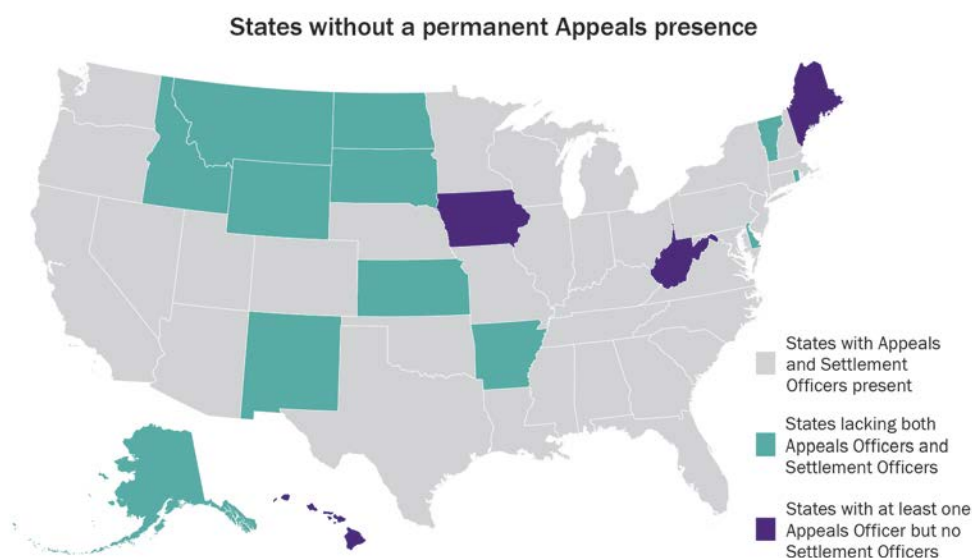 States without a permanent Appeals presence
States with Appeals
and Settlement
Officers present
States lacking both
Appeals Officers and
Settlement Officers
States with at least one
Appeals Officer but no
Settlement Officers